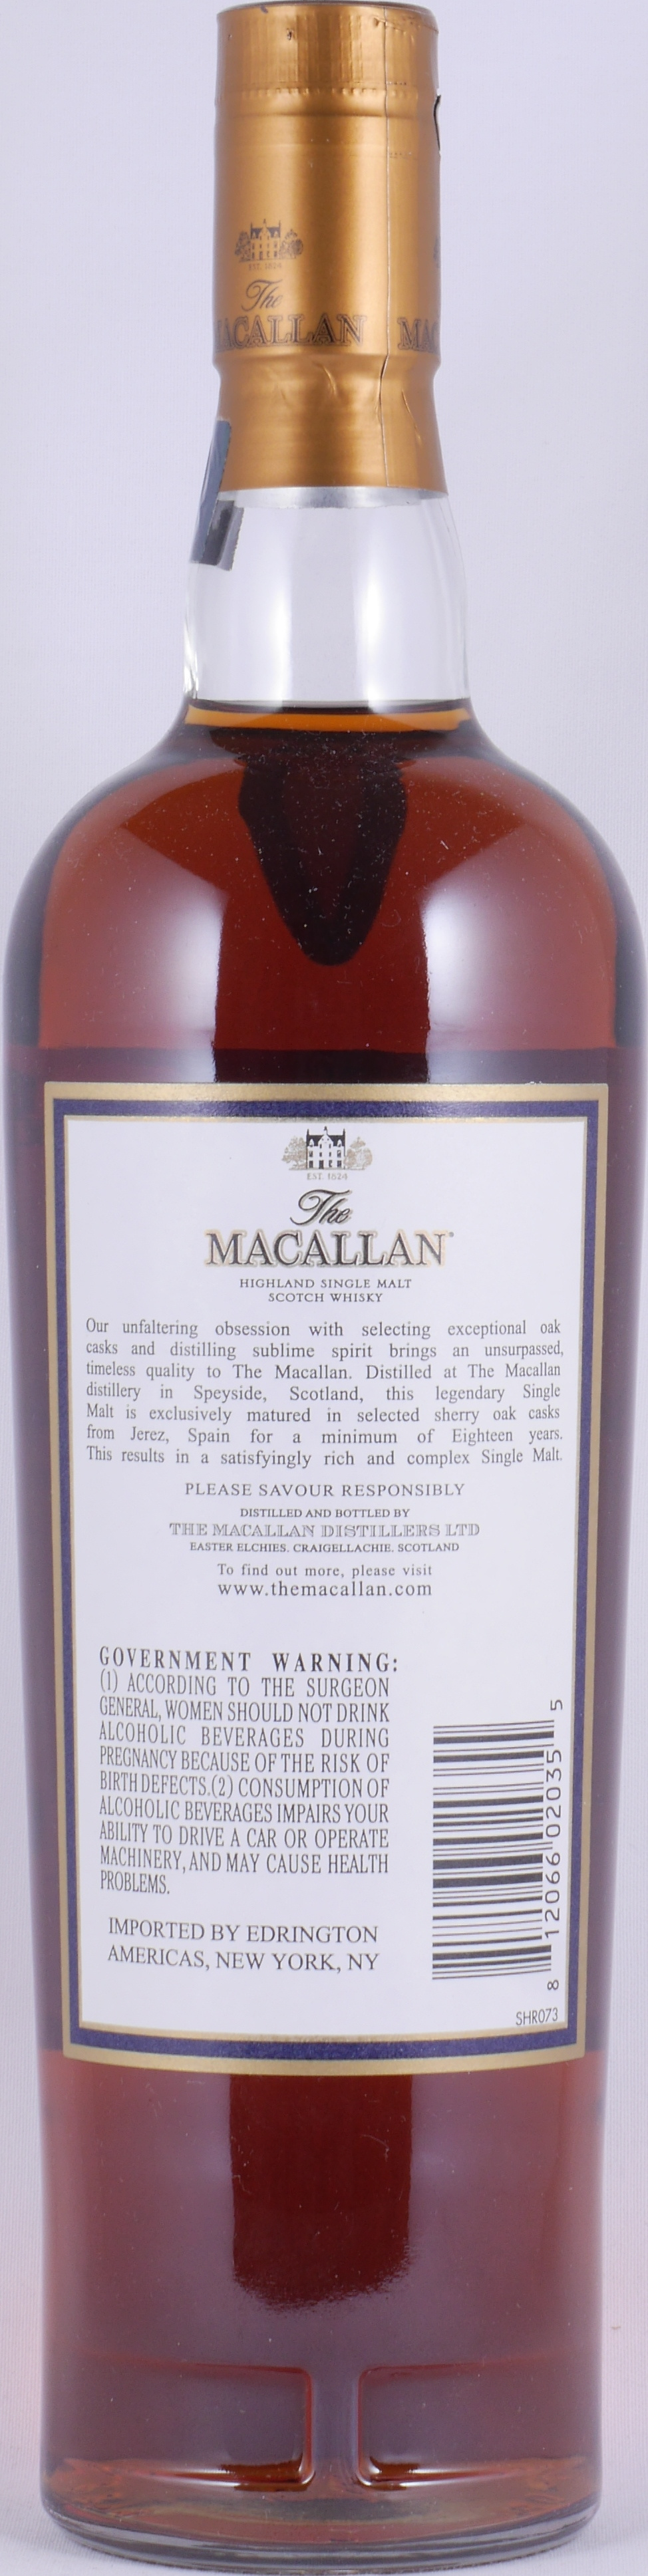 EST. 1824
The
MACALLAN MAC
EST. 1824
The
MACALLAN
HIGHLAND SINGLE MALT
SCOTCH WHISKY
Our unfaltering obsession with selecting exceptional oak
casks and distilling sublime spirit brings an unsurpassed,
timeless quality to The Macallan. Distilled at The Macallan
distillery in Speyside, Scotland, this legendary Single
Malt is exclusively matured in selected sherry oak casks
from Jerez, Spain for a minimum of Eighteen years.
This results in a satisfyingly rich and complex Single Malt.
PLEASE SAVOUR RESPONSIBLY
DISTILLED AND BOTTLED BY
THE MACALLAN DISTILLERS LTD
EASTER ELCHIES. CRAIGELLACHIE. SCOTLAND
To find out more, please visit
www.themacallan.com
GOVERNMENT WARNING:
(1) ACCORDING TO THE SURGEON
GENERAL, WOMEN SHOULD NOT DRINK
ALCOHOLIC BEVERAGES DURING
PREGNANCY BECAUSE OF THE RISK OF
BIRTH DEFECTS.(2) CONSUMPTION OF
ALCOHOLIC BEVERAGES IMPAIRS YOUR
ABILITY TO DRIVE A CAR OR OPERATE
MACHINERY, AND MAY CAUSE HEALTH
PROBLEMS.
IMPORTED BY EDRINGTON
AMERICAS, NEW YORK, NY
8 12066 02035 5
SHR073